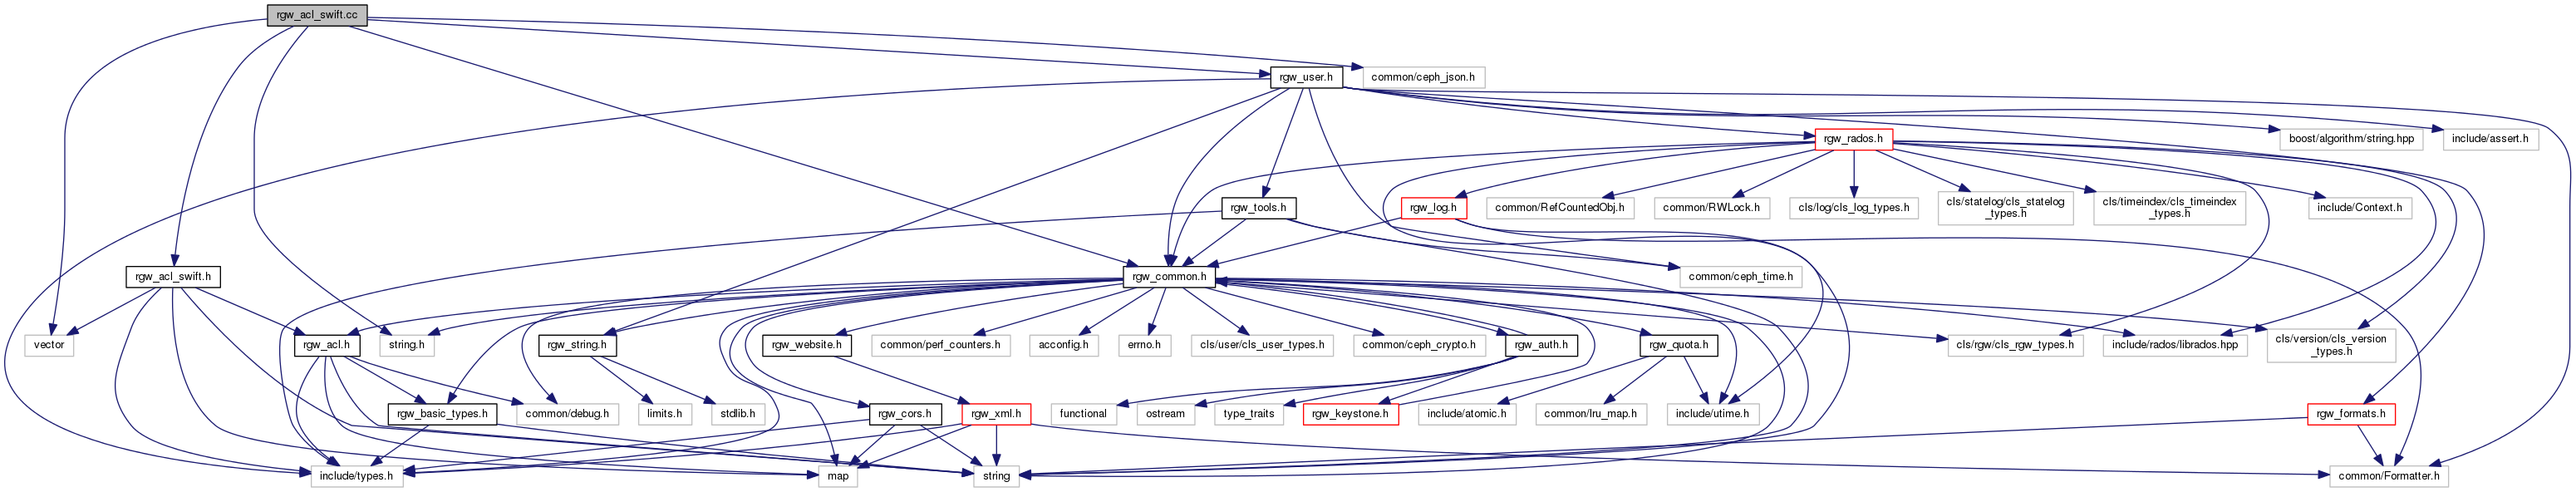 rgw_acl_swift.cc
rgw_user.h
common/ceph_json.h
rgw_rados.h
boost/algorithm/string.hpp
include/assert.h
rgw_tools.h
rgw_log.h
common/RefCountedObj.h
common/RWLock.h
cls/log/cls_log_types.h
cls/statelog/cls_statelog
_types.h
cls/timeindex/cls_timeindex
_types.h
include/Context.h
rgw_acl_swift.h
rgw_common.h
common/ceph_time.h
vector
rgw_acl.h
string.h
rgw_string.h
rgw_website.h
common/perf_counters.h
acconfig.h
errno.h
cls/user/cls_user_types.h
common/ceph_crypto.h
rgw_auth.h
rgw_quota.h
cls/rgw/cls_rgw_types.h
include/rados/librados.hpp
cls/version/cls_version
_types.h
rgw_basic_types.h
common/debug.h
limits.h
stdlib.h
rgw_cors.h
rgw_xml.h
functional
ostream
type_traits
rgw_keystone.h
include/atomic.h
common/lru_map.h
include/utime.h
rgw_formats.h
include/types.h
map
string
common/Formatter.h